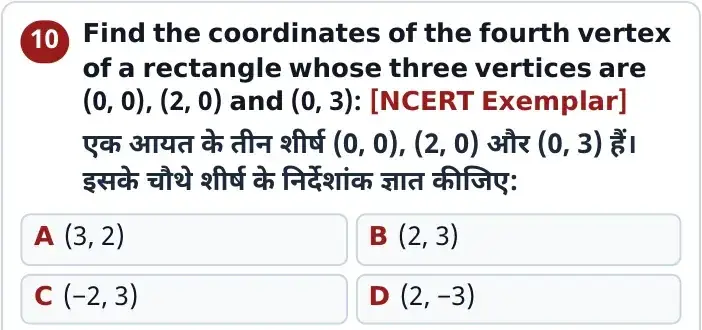 10 Find the coordinates of the fourth vertex
of a rectangle whose three vertices are
(0, 0), (2, 0) and (0, 3): [NCERT Exemplar]
एक आयत के तीन शीर्ष (0, 0), (2, 0) और (0, 3) हैं।
इसके चौथे शीर्ष के निर्देशांक ज्ञात कीजिए:
A (3, 2)
B (2, 3)
C (−2, 3)
D (2, −3)